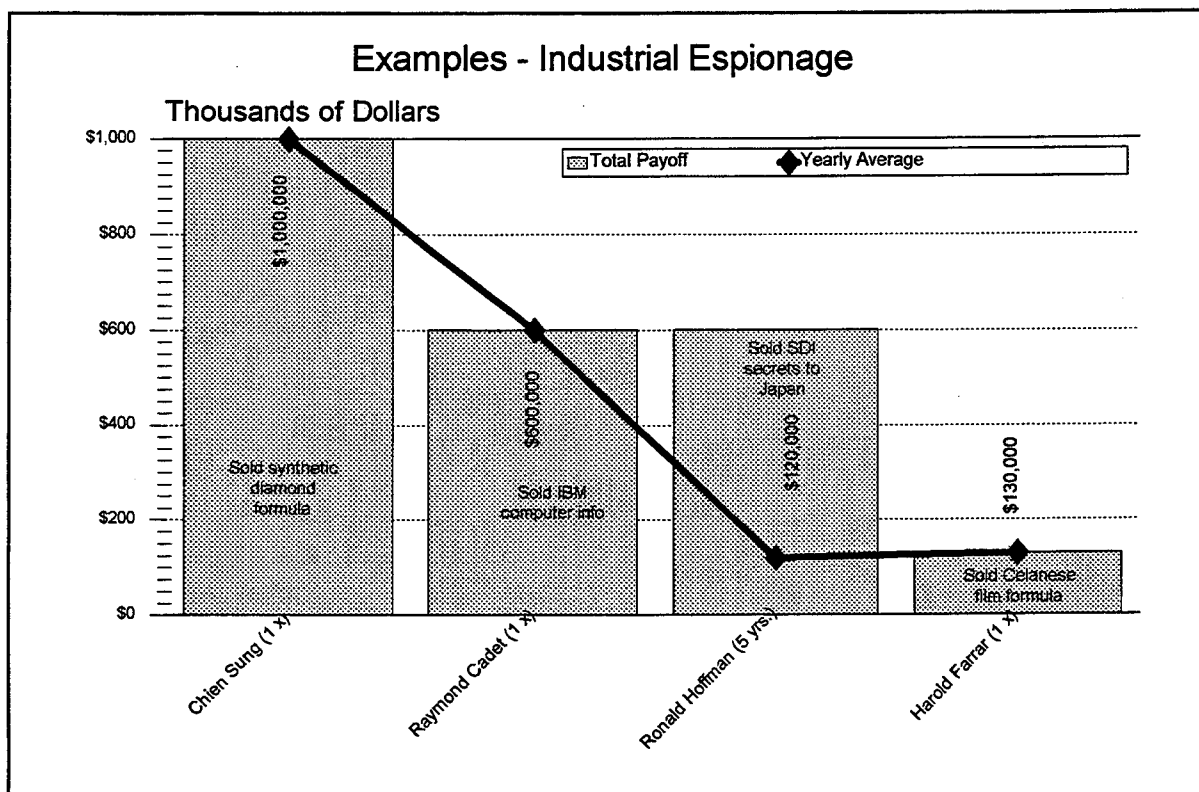 Examples - Industrial Espionage
Thousands of Dollars
$1,000
$800
$600
$400
$200
$0
Total Payoff
Yearly Average
$1,000,000
Sold synthetic
diamond
formula
$600,000
Sold IBM
computer info
Sold SDI
secrets to
Japan
$120,000
$130,000
Sold Celanese
film formula
Chien Sung (1 x)
Raymond Cadet (1 x)
Ronald Hoffman (5 yrs.)
Harold Farrar (1 x)